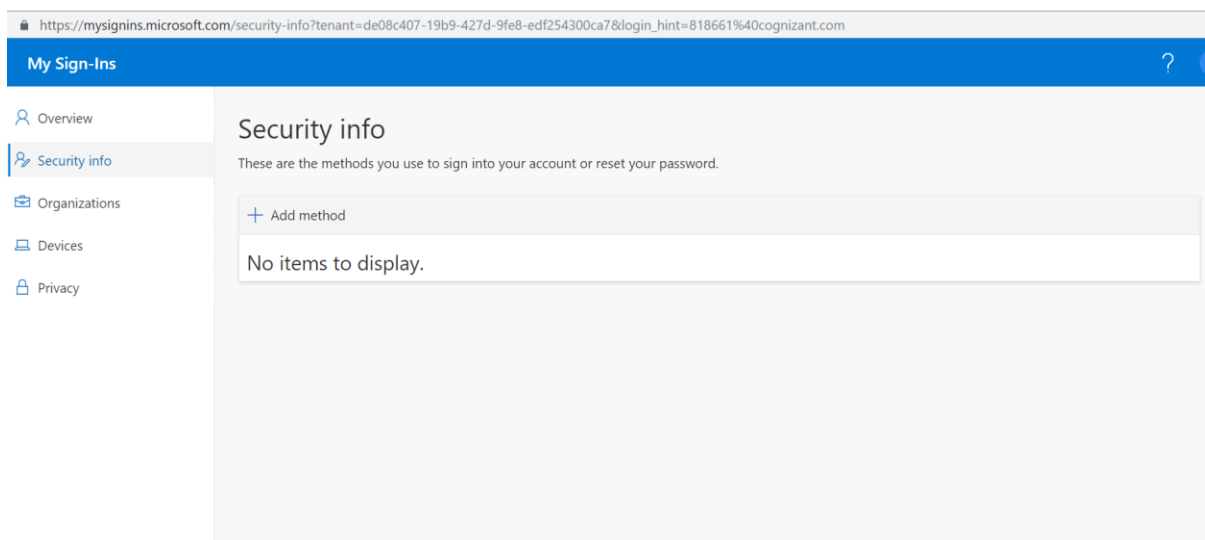 https://mysignins.microsoft.com/security-info?tenant=de08c407-19b9-427d-9fe8-edf254300ca7&login_hint=818661%40cognizant.com
My Sign-Ins
?
Overview
Security info
Organizations
Devices
Privacy
Security info
These are the methods you use to sign into your account or reset your password.
+ Add method
No items to display.